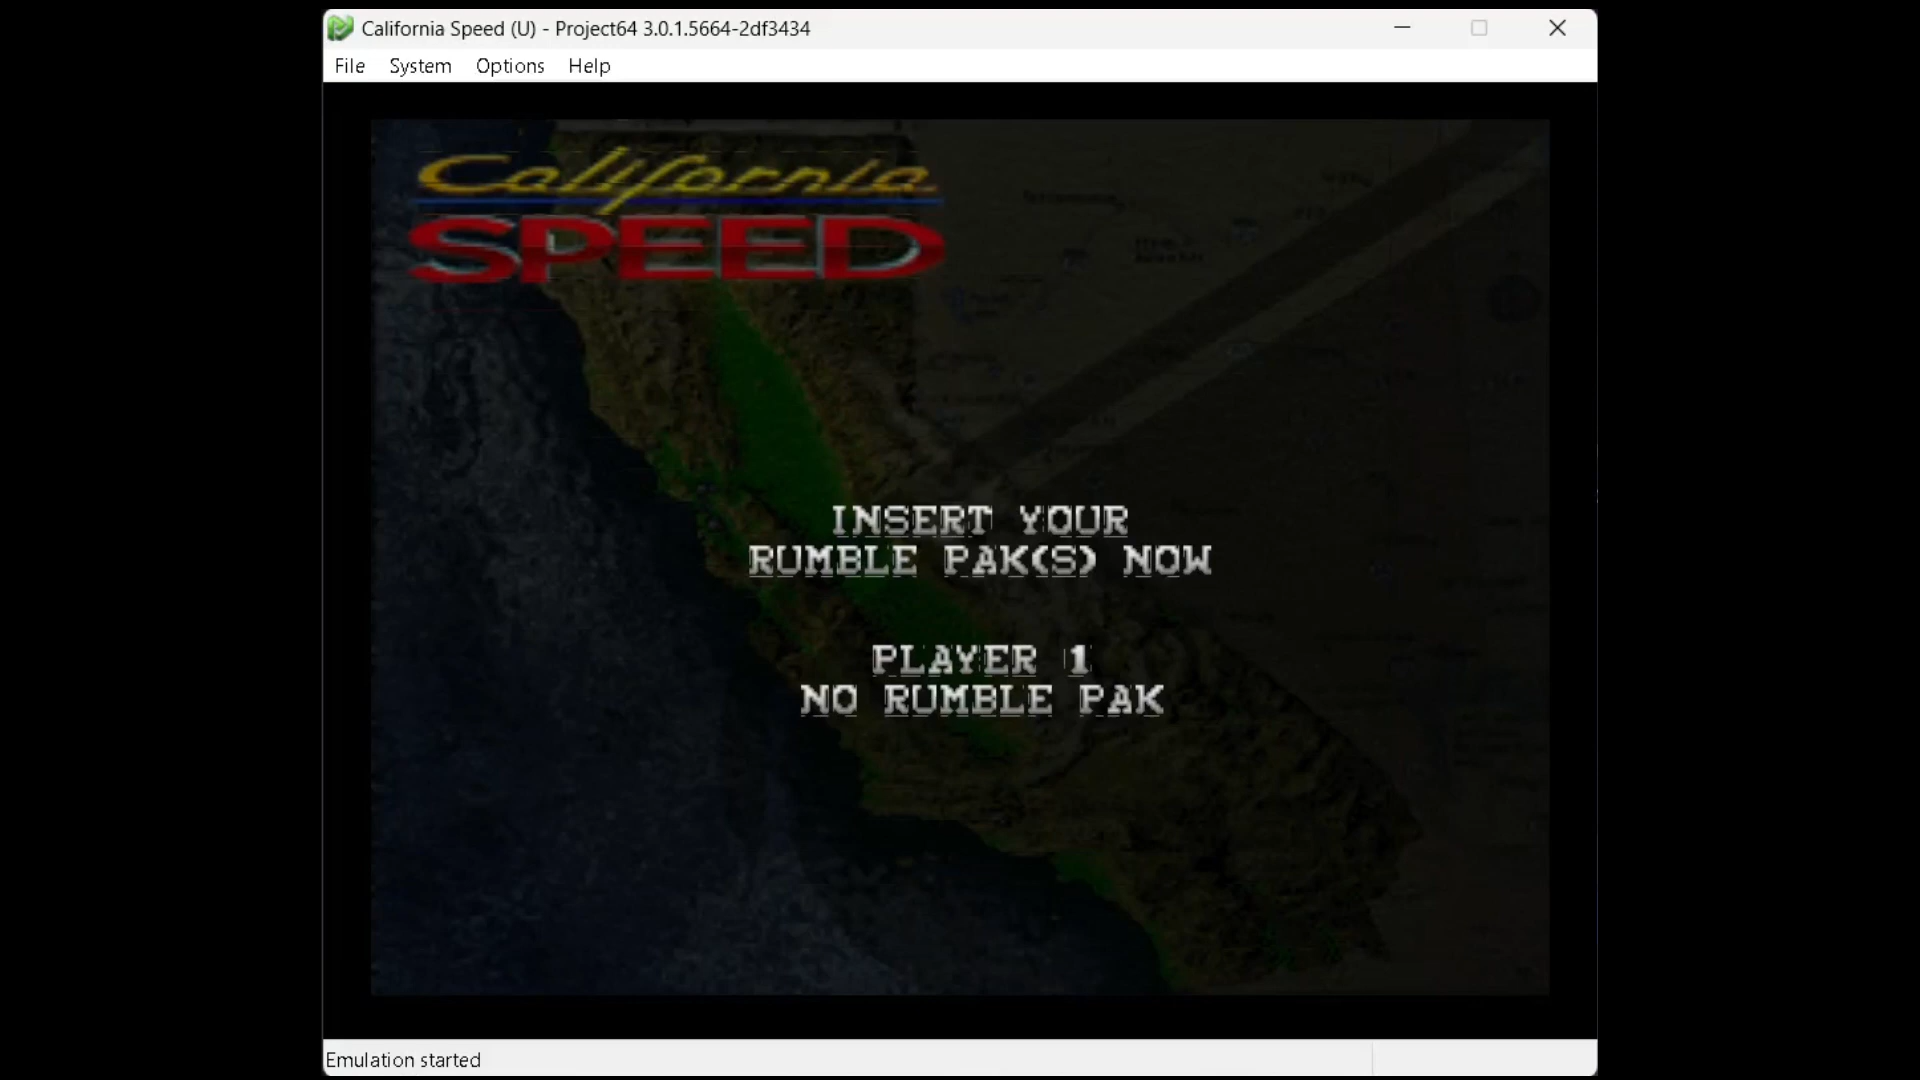 California Speed (U) - Project64 3.0.1.5664-2df3434
File System Options Help
California
SPEED
INSERT YOUR
RUMBLE PAK(S) NOW
PLAYER 1
NO RUMBLE PAK
Emulation started